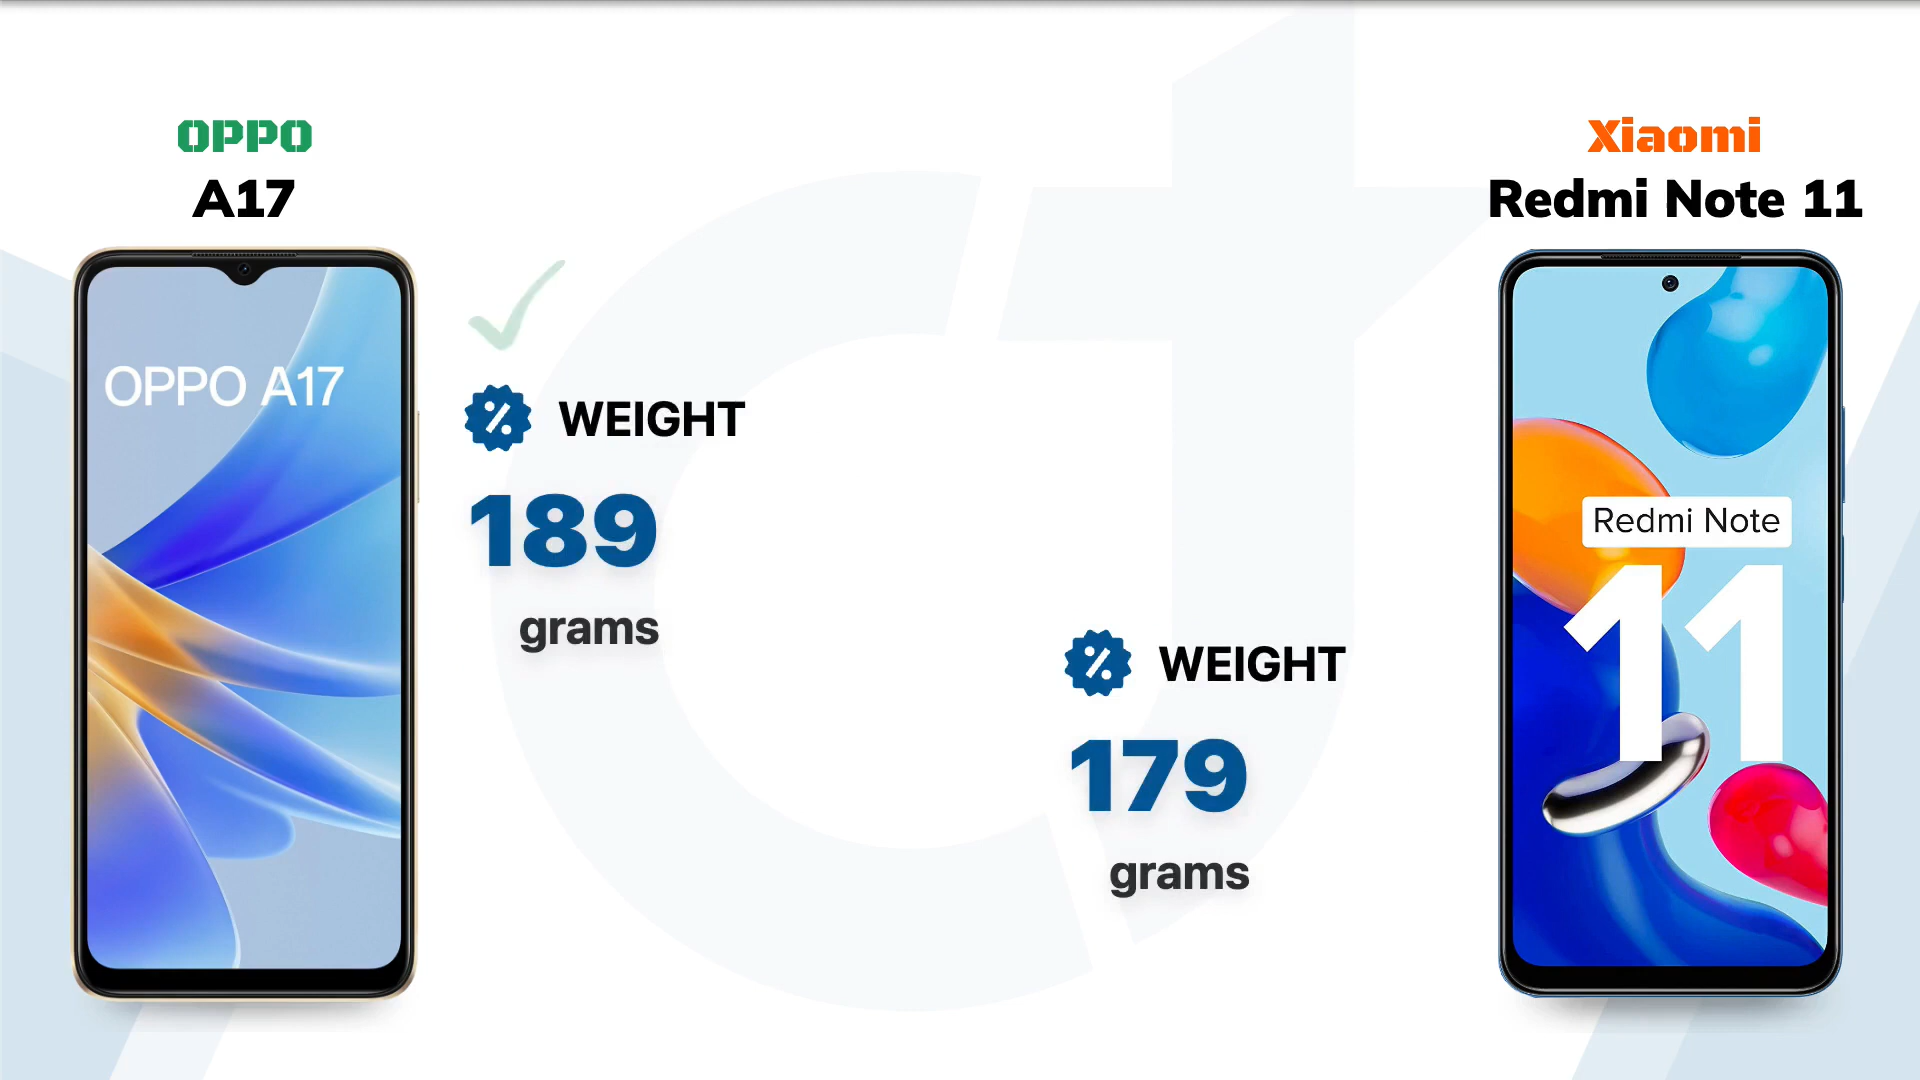 OPPO
A17
OPPO A17
WEIGHT
189
grams
Xiaomi
Redmi Note 11
WEIGHT
179
grams
Redmi Note
11